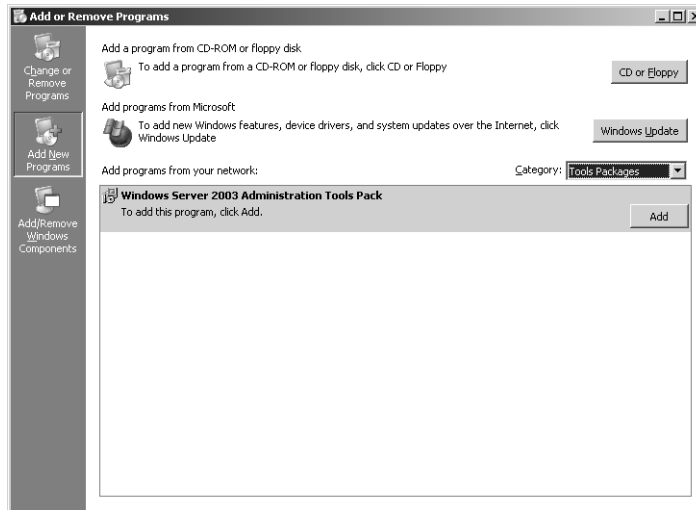 Add or Remove Programs
Change or
Remove
Programs
Add New
Programs
Add/Remove
Windows
Components
Add a program from CD-ROM or floppy disk
To add a program from a CD-ROM or floppy disk, click CD or Floppy
CD or Floppy
Add programs from Microsoft
To add new Windows features, device drivers, and system updates over the Internet, click
Windows Update
Windows Update
Add programs from your network:
Category: Tools Packages
Windows Server 2003 Administration Tools Pack
To add this program, click Add.
Add